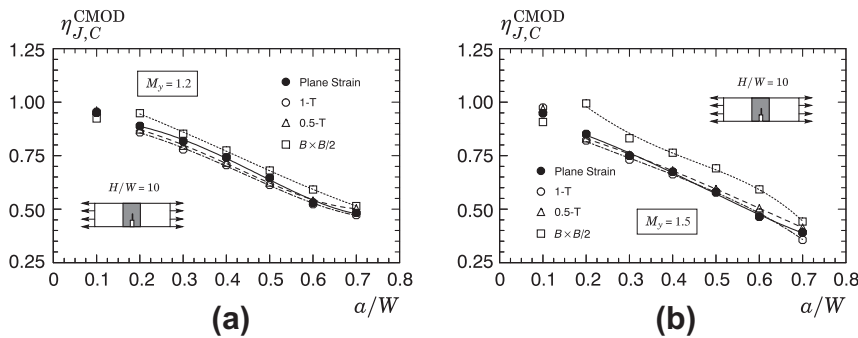 η_{J,C}^{CMOD}
1.25
1.00
0.75
0.50
0.25
M_y = 1.2
Plane Strain
1-T
0.5-T
B×B/2
H/W = 10
0 0.1 0.2 0.3 0.4 0.5 0.6 0.7 0.8
a/W
(a)
η_{J,C}^{CMOD}
1.25
1.00
0.75
0.50
0.25
H/W = 10
Plane Strain
1-T
0.5-T
B×B/2
M_y = 1.5
0 0.1 0.2 0.3 0.4 0.5 0.6 0.7 0.8
a/W
(b)